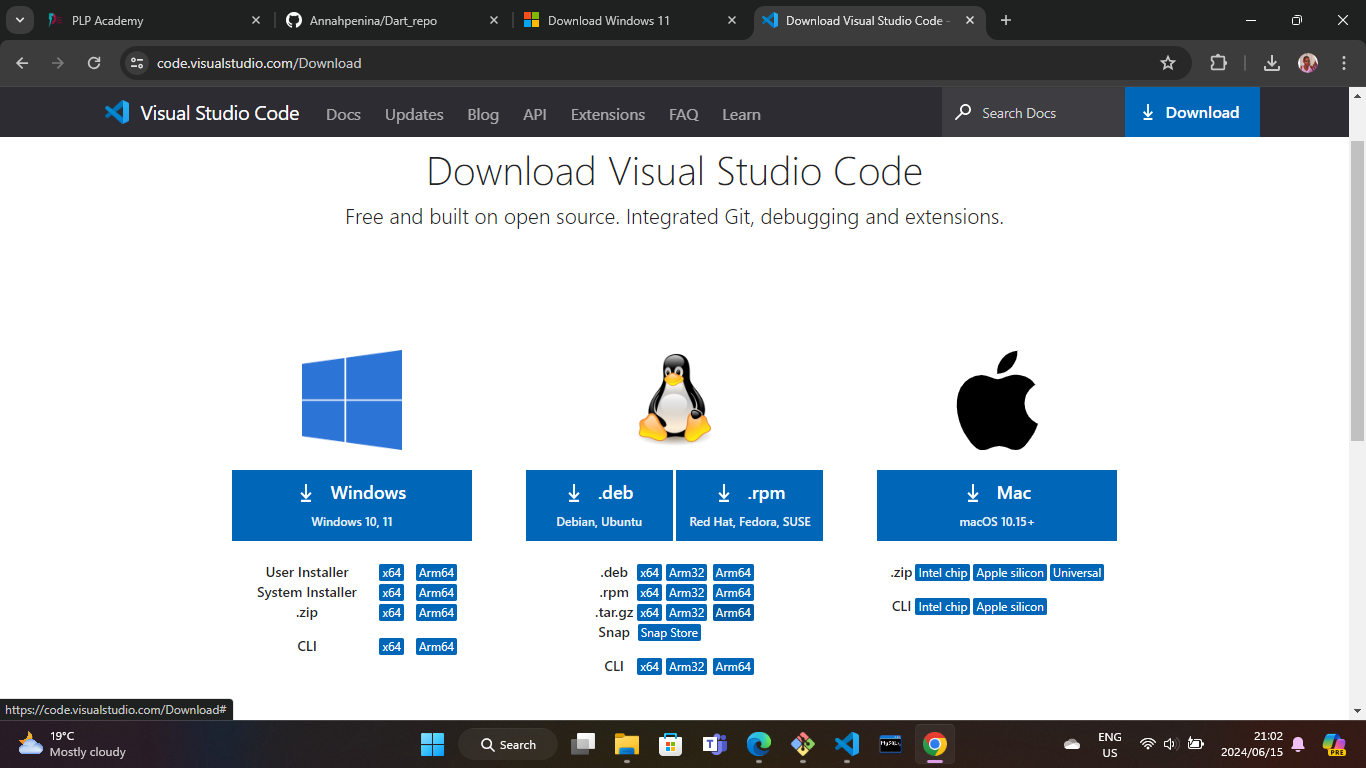 PLP Academy
Annahpenina/Dart_repo
Download Windows 11
Download Visual Studio Code -
code.visualstudio.com/Download
Visual Studio Code Docs Updates Blog API Extensions FAQ Learn Search Docs Download
Download Visual Studio Code
Free and built on open source. Integrated Git, debugging and extensions.
Windows
Windows 10, 11
User Installer x64 Arm64
System Installer x64 Arm64
.zip x64 Arm64
CLI x64 Arm64
.deb
Debian, Ubuntu
.rpm
Red Hat, Fedora, SUSE
.deb x64 Arm32 Arm64
.rpm x64 Arm32 Arm64
.tar.gz x64 Arm32 Arm64
Snap Snap Store
CLI x64 Arm32 Arm64
Mac
macOS 10.15+
.zip Intel chip Apple silicon Universal
CLI Intel chip Apple silicon
https://code.visualstudio.com/Download#
19°C
Mostly cloudy
Search
MySQL
ENG
US
21:02
2024/06/15
PRE